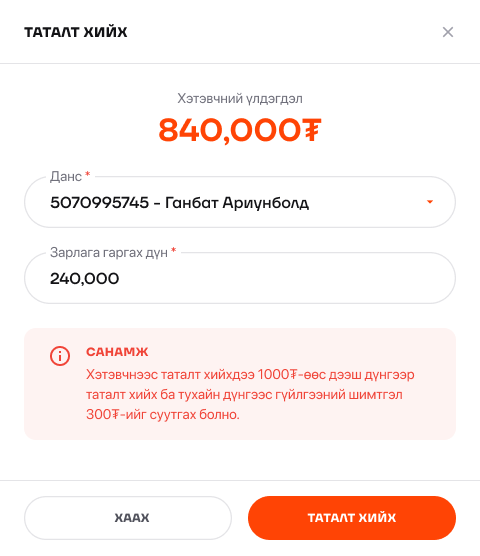 ТАТАЛТ ХИЙХ
Хэтэвчний үлдэгдэл
840,000₮
Данс *
5070995745 - Ганбат Ариунболд
Зарлага гаргах дүн *
240,000
САНАМЖ
Хэтэвчнээс таталт хийхдээ 1000₮-өөс дээш дүнгээр
таталт хийх ба тухайн дүнгээс гүйлгээний шимтгэл
300₮-ийг суутгах болно.
ХААХ
ТАТАЛТ ХИЙХ